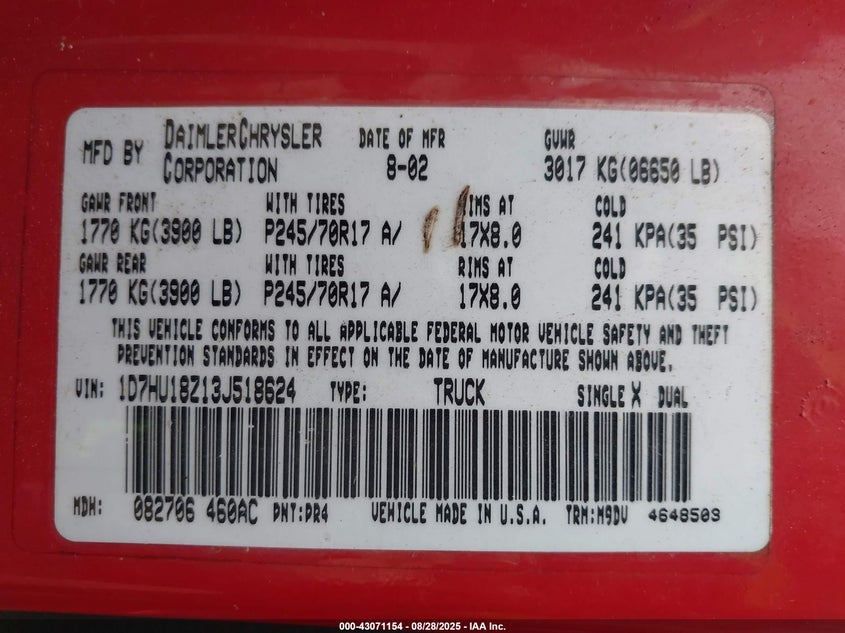 MFD BY DAIMLERCHRYSLER CORPORATION DATE OF MFR 8-02 GVWR 3017 KG(06650 LB)
GAWR FRONT WITH TIRES RIMS AT COLD
1770 KG(3900 LB) P245/70R17 A/ 17X8.0 241 KPA(35 PSI)
GAWR REAR WITH TIRES RIMS AT COLD
1770 KG(3900 LB) P245/70R17 A/ 17X8.0 241 KPA(35 PSI)
THIS VEHICLE CONFORMS TO ALL APPLICABLE FEDERAL MOTOR VEHICLE SAFETY AND THEFT
PREVENTION STANDARDS IN EFFECT ON THE DATE OF MANUFACTURE SHOWN ABOVE.
VIN: 1D7HU18Z13J518624 TYPE: TRUCK SINGLE X DUAL
MDH: 082706 460AC PNT:PR4 VEHICLE MADE IN U.S.A. TRM:M9DV 4648503
000-43071154 - 08/28/2025 - IAA Inc.